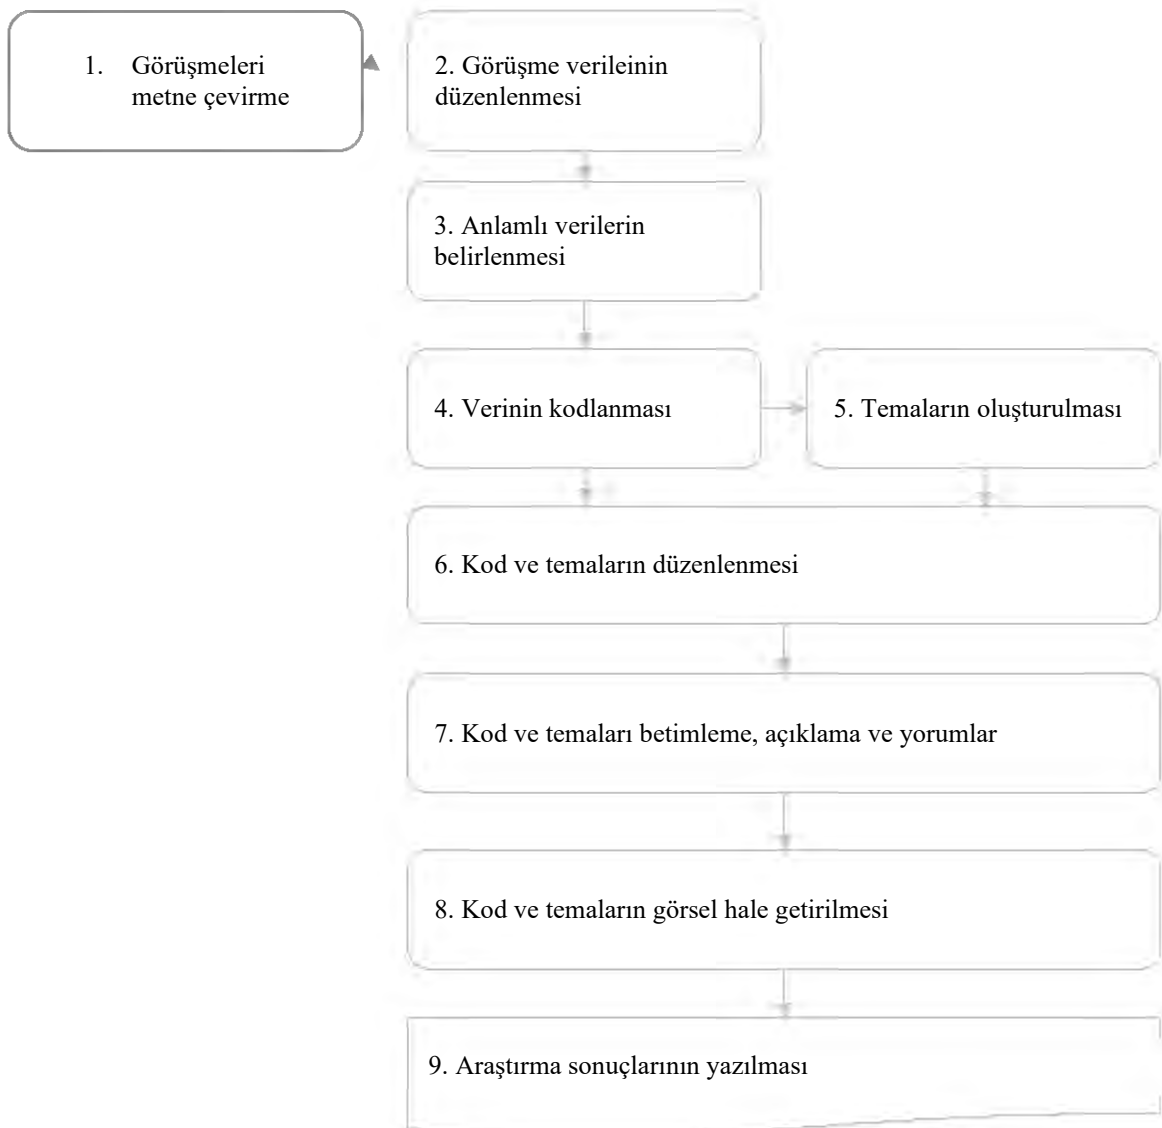 1. Görüşmeleri
metne çevirme
2. Görüşme verileinin
düzenlenmesi
3. Anlamlı verilerin
belirlenmesi
4. Verinin kodlanması
5. Temaların oluşturulması
6. Kod ve temaların düzenlenmesi
7. Kod ve temaları betimleme, açıklama ve yorumlar
8. Kod ve temaların görsel hale getirilmesi
9. Araştırma sonuçlarının yazılması